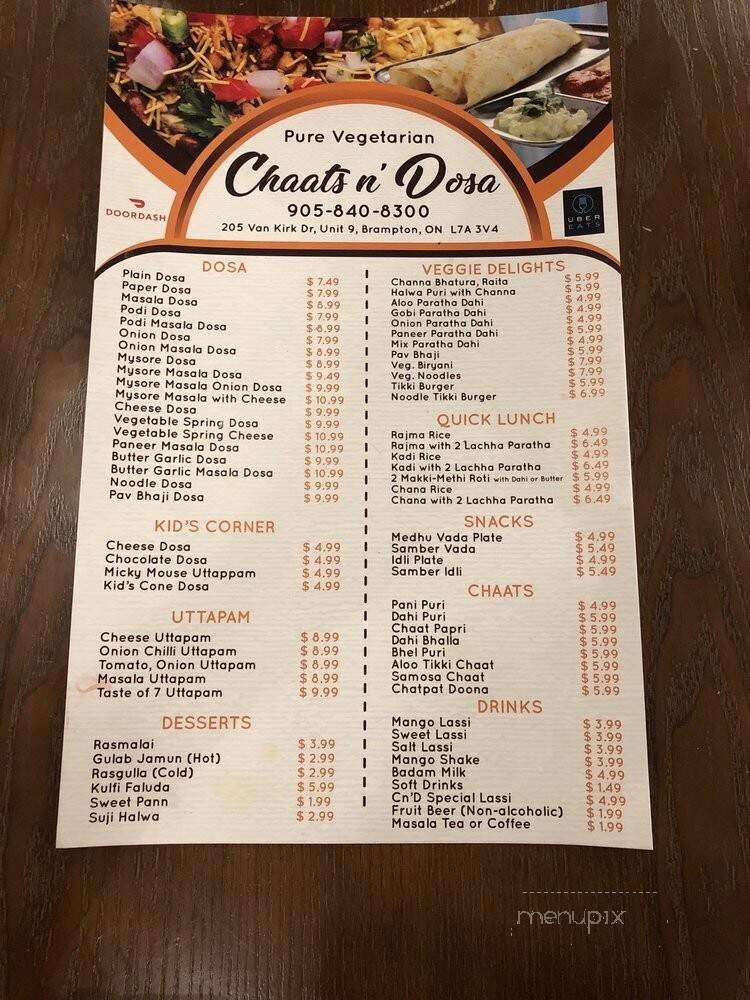 Pure Vegetarian
Chaats n' Dosa
905-840-8300
205 Van Kirk Dr, Unit 9, Brampton, ON L7A 3V4
DOORDASH
UBER
EATS
DOSA
Plain Dosa $ 7.49
Paper Dosa $ 7.99
Masala Dosa $ 8.99
Podi Dosa $ 7.99
Podi Masala Dosa $ 8.99
Onion Dosa $ 7.99
Onion Masala Dosa $ 8.99
Mysore Dosa $ 8.99
Mysore Masala Dosa $ 9.49
Mysore Masala Onion Dosa $ 9.99
Mysore Masala with Cheese $ 10.99
Cheese Dosa $ 9.99
Vegetable Spring Dosa $ 9.99
Vegetable Spring Cheese $ 10.99
Paneer Masala Dosa $ 10.99
Butter Garlic Dosa $ 9.99
Butter Garlic Masala Dosa $ 10.99
Noodle Dosa $ 9.99
Pav Bhaji Dosa $ 9.99
KID'S CORNER
Cheese Dosa $ 4.99
Chocolate Dosa $ 4.99
Micky Mouse Uttappam $ 4.99
Kid's Cone Dosa $ 4.99
UTTAPAM
Cheese Uttapam $ 8.99
Onion Chilli Uttapam $ 8.99
Tomato, Onion Uttapam $ 8.99
Masala Uttapam $ 8.99
Taste of 7 Uttapam $ 9.99
DESSERTS
Rasmalai $ 3.99
Gulab Jamun (Hot) $ 2.99
Rasgulla (Cold) $ 2.99
Kulfi Faluda $ 5.99
Sweet Pann $ 1.99
Suji Halwa $ 2.99
VEGGIE DELIGHTS
Channa Bhatura, Raita $ 5.99
Halwa Puri with Channa $ 5.99
Aloo Paratha Dahi $ 4.99
Gobi Paratha Dahi $ 4.99
Onion Paratha Dahi $ 4.99
Paneer Paratha Dahi $ 5.99
Mix Paratha Dahi $ 4.99
Pav Bhaji $ 5.99
Veg. Biryani $ 7.99
Veg. Noodles $ 7.99
Tikki Burger $ 5.99
Noodle Tikki Burger $ 6.99
QUICK LUNCH
Rajma Rice $ 4.99
Rajma with 2 Lachha Paratha $ 6.49
Kadi Rice $ 4.99
Kadi with 2 Lachha Paratha $ 6.49
2 Makki-Methi Roti with Dahi or Butter $ 5.99
Chana Rice $ 4.99
Chana with 2 Lachha Paratha $ 6.49
SNACKS
Medhu Vada Plate $ 4.99
Samber Vada $ 5.49
Idli Plate $ 4.99
Samber Idli $ 5.49
CHAATS
Pani Puri $ 4.99
Dahi Puri $ 5.99
Chaat Papri $ 5.99
Dahi Bhalla $ 5.99
Bhel Puri $ 5.99
Aloo Tikki Chaat $ 5.99
Samosa Chaat $ 5.99
Chatpat Doona $ 5.99
DRINKS
Mango Lassi $ 3.99
Sweet Lassi $ 3.99
Salt Lassi $ 3.99
Mango Shake $ 3.99
Badam Milk $ 4.99
Soft Drinks $ 1.49
Cn'D Special Lassi $ 4.99
Fruit Beer (Non-alcoholic) $ 1.99
Masala Tea or Coffee $ 1.99
menupix